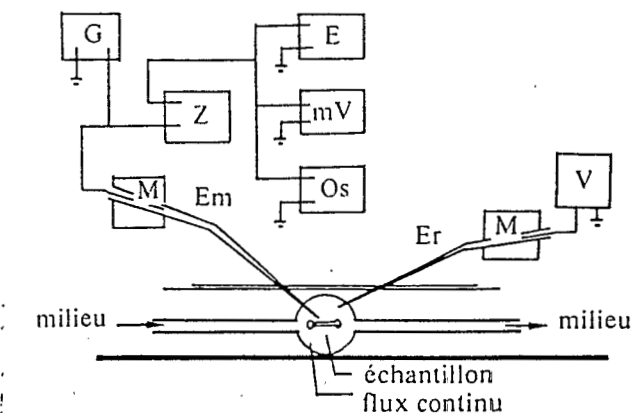 G
E
Z
mV
Os
V
M
Em
Er
M
milieu
milieu
échantillon
flux continu